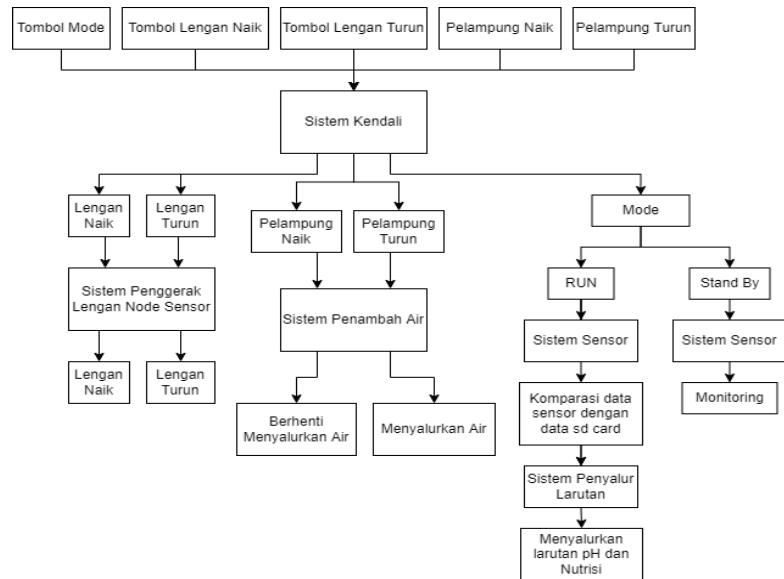 Tombol Mode
Tombol Lengan Naik
Tombol Lengan Turun
Pelampung Naik
Pelampung Turun
Sistem Kendali
Lengan
Naik
Lengan
Turun
Pelampung
Naik
Pelampung
Turun
Mode
Sistem Penggerak
Lengan Node Sensor
Sistem Penambah Air
RUN
Stand By
Sistem Sensor
Sistem Sensor
Lengan
Naik
Lengan
Turun
Berhenti
Menyalurkan Air
Menyalurkan Air
Komparasi data
sensor dengan
data sd card
Monitoring
Sistem Penyalur
Larutan
Menyalurkan
larutan pH dan
Nutrisi